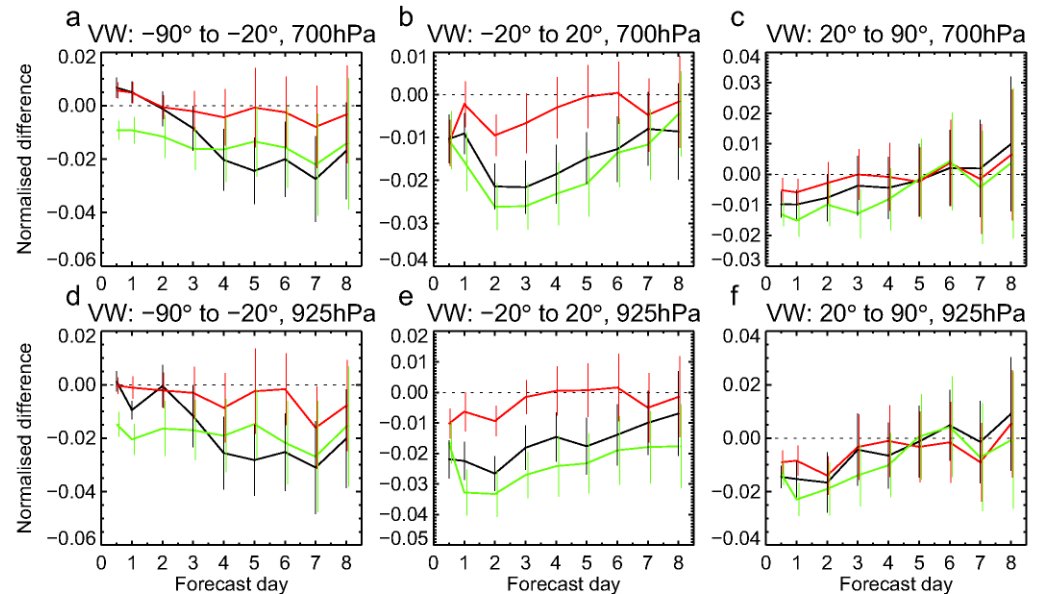 a
VW: −90° to −20°, 700hPa
b
VW: −20° to 20°, 700hPa
c
VW: 20° to 90°, 700hPa
Normalised difference
0.02
0.00
−0.02
−0.04
−0.06
0 1 2 3 4 5 6 7 8
0.01
0.00
−0.01
−0.02
−0.03
−0.04
0 1 2 3 4 5 6 7 8
0.04
0.03
0.02
0.01
0.00
−0.01
−0.02
−0.03
0 1 2 3 4 5 6 7 8
d
VW: −90° to −20°, 925hPa
e
VW: −20° to 20°, 925hPa
f
VW: 20° to 90°, 925hPa
Normalised difference
0.02
0.00
−0.02
−0.04
−0.06
0 1 2 3 4 5 6 7 8
Forecast day
0.02
0.01
0.00
−0.01
−0.02
−0.03
−0.04
−0.05
0 1 2 3 4 5 6 7 8
Forecast day
0.04
0.02
0.00
−0.02
−0.04
0 1 2 3 4 5 6 7 8
Forecast day